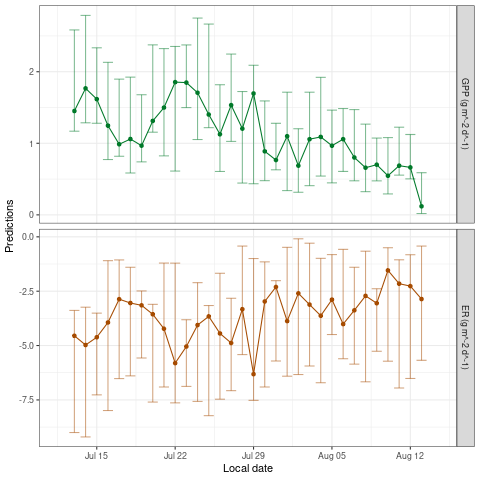 Predictions
2
1
0
GPP (g m^-2 d^-1)
0.0
-2.5
-5.0
-7.5
ER (g m^-2 d^-1)
Jul 15
Jul 22
Jul 29
Aug 05
Aug 12
Local date